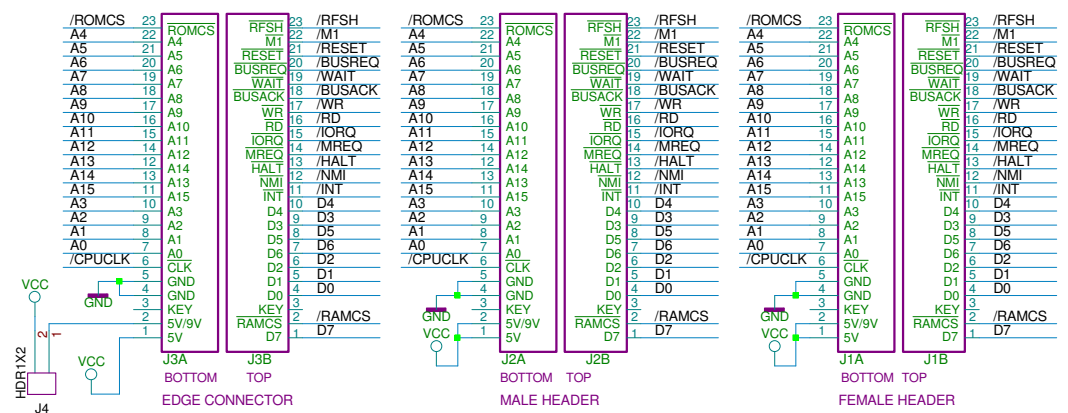 /ROMCS 23 ROMCS RFSH 23 /RFSH /ROMCS 23 ROMCS RFSH 23 /RFSH /ROMCS 23 ROMCS RFSH 23 /RFSH
A4 22 A4 M1 22 /M1 A4 22 A4 M1 22 /M1 A4 22 A4 M1 22 /M1
A5 21 A5 RESET 21 /RESET A5 21 A5 RESET 21 /RESET A5 21 A5 RESET 21 /RESET
A6 20 A6 BUSREQ 20 /BUSREQ A6 20 A6 BUSREQ 20 /BUSREQ A6 20 A6 BUSREQ 20 /BUSREQ
A7 19 A7 WAIT 19 /WAIT A7 19 A7 WAIT 19 /WAIT A7 19 A7 WAIT 19 /WAIT
A8 18 A8 BUSACK 18 /BUSACK A8 18 A8 BUSACK 18 /BUSACK A8 18 A8 BUSACK 18 /BUSACK
A9 17 A9 WR 17 /WR A9 17 A9 WR 17 /WR A9 17 A9 WR 17 /WR
A10 16 A10 RD 16 /RD A10 16 A10 RD 16 /RD A10 16 A10 RD 16 /RD
A11 15 A11 IORQ 15 /IORQ A11 15 A11 IORQ 15 /IORQ A11 15 A11 IORQ 15 /IORQ
A12 14 A12 MREQ 14 /MREQ A12 14 A12 MREQ 14 /MREQ A12 14 A12 MREQ 14 /MREQ
A13 12 A14 HALT 13 /HALT A13 12 A14 HALT 13 /HALT A13 12 A14 HALT 13 /HALT
A14 13 A13 NMI 12 /NMI A14 13 A13 NMI 12 /NMI A14 13 A13 NMI 12 /NMI
A15 11 A15 INT 11 /INT A15 11 A15 INT 11 /INT A15 11 A15 INT 11 /INT
A3 10 A3 D4 10 D4 A3 10 A3 D4 10 D4 A3 10 A3 D4 10 D4
A2 9 A2 D3 9 D3 A2 9 A2 D3 9 D3 A2 9 A2 D3 9 D3
A1 8 A1 D5 8 D5 A1 8 A1 D5 8 D5 A1 8 A1 D5 8 D5
A0 7 A0 D6 7 D6 A0 7 A0 D6 7 D6 A0 7 A0 D6 7 D6
/CPUCLK 6 CLK D2 6 D2 /CPUCLK 6 CLK D2 6 D2 /CPUCLK 6 CLK D2 6 D2
5 GND D1 5 D1 5 GND D1 5 D1 5 GND D1 5 D1
VCC 4 GND D0 4 D0 4 GND D0 4 D0 4 GND D0 4 D0
GND 3 KEY KEY 3 GND 3 KEY KEY 3 GND 3 KEY KEY 3
2 1 2 5V/9V RAMCS 2 /RAMCS VCC 2 5V/9V RAMCS 2 /RAMCS VCC 2 5V/9V RAMCS 2 /RAMCS
1 5V D7 1 D7 1 5V D7 1 D7 1 5V D7 1 D7
VCC J3A J3B J2A J2B J1A J1B
HDR1X2 BOTTOM TOP BOTTOM TOP BOTTOM TOP
J4 EDGE CONNECTOR MALE HEADER FEMALE HEADER